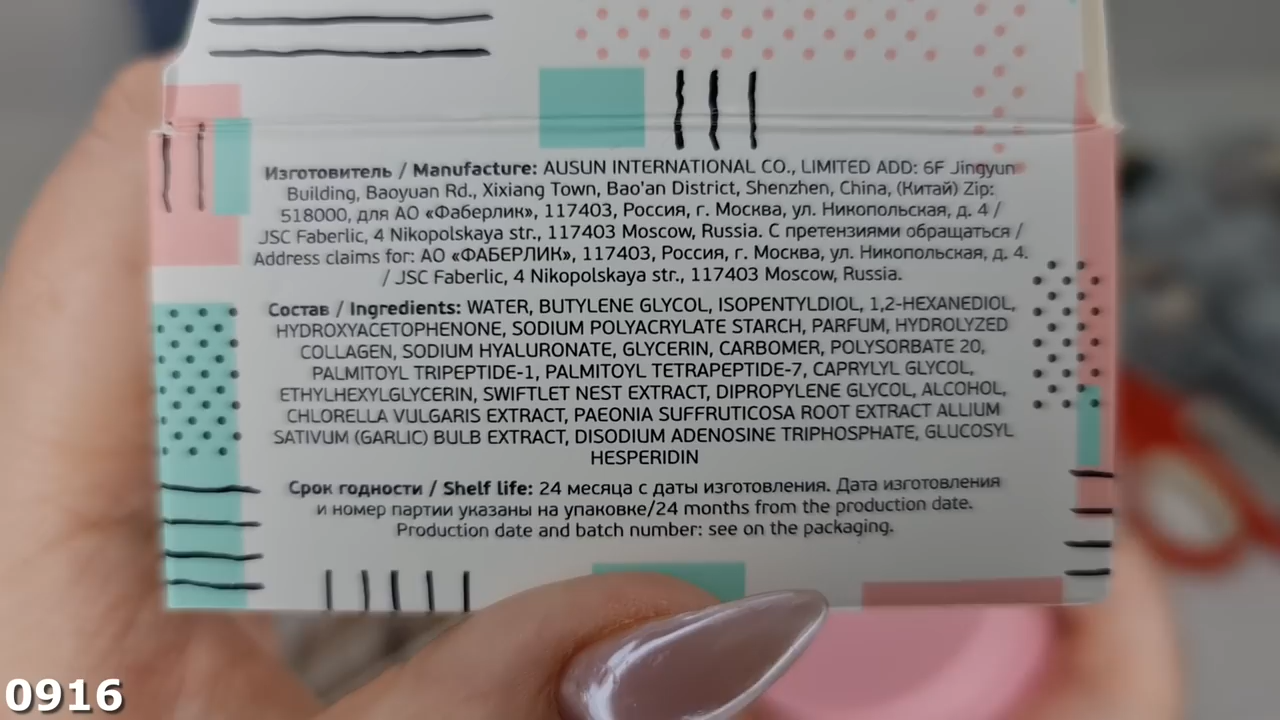 Изготовитель / Manufacture: AUSUN INTERNATIONAL CO., LIMITED ADD: 6F Jingyun
Building, Baoyuan Rd., Xixiang Town, Bao'an District, Shenzhen, China, (Китай) Zip:
518000, для АО «Фаберлик», 117403, Россия, г. Москва, ул. Никопольская, д. 4 /
JSC Faberlic, 4 Nikopolskaya str., 117403 Moscow, Russia. С претензиями обращаться /
Address claims for: АО «ФАБЕРЛИК», 117403, Россия, г. Москва, ул. Никопольская, д. 4.
/ JSC Faberlic, 4 Nikopolskaya str., 117403 Moscow, Russia.
Состав / Ingredients: WATER, BUTYLENE GLYCOL, ISOPENTYLDIOL, 1,2-HEXANEDIOL,
HYDROXYACETOPHENONE, SODIUM POLYACRYLATE STARCH, PARFUM, HYDROLYZED
COLLAGEN, SODIUM HYALURONATE, GLYCERIN, CARBOMER, POLYSORBATE 20,
PALMITOYL TRIPEPTIDE-1, PALMITOYL TETRAPEPTIDE-7, CAPRYLYL GLYCOL,
ETHYLHEXYLGLYCERIN, SWIFTLET NEST EXTRACT, DIPROPYLENE GLYCOL, ALCOHOL,
CHLORELLA VULGARIS EXTRACT, PAEONIA SUFFRUTICOSA ROOT EXTRACT ALLIUM
SATIVUM (GARLIC) BULB EXTRACT, DISODIUM ADENOSINE TRIPHOSPHATE, GLUCOSYL
HESPERIDIN
Срок годности / Shelf life: 24 месяца с даты изготовления. Дата изготовления
и номер партии указаны на упаковке/24 months from the production date.
Production date and batch number: see on the packaging.
0916